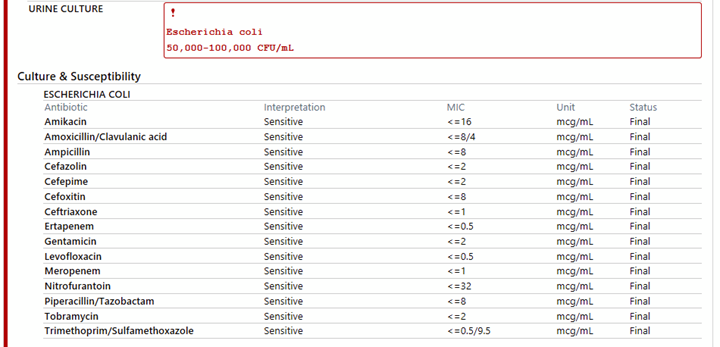 URINE CULTURE
!
Escherichia coli
50,000-100,000 CFU/mL
Culture & Susceptibility
ESCHERICHIA COLI
Antibiotic Interpretation MIC Unit Status
Amikacin Sensitive <=16 mcg/mL Final
Amoxicillin/Clavulanic acid Sensitive <=8/4 mcg/mL Final
Ampicillin Sensitive <=8 mcg/mL Final
Cefazolin Sensitive <=2 mcg/mL Final
Cefepime Sensitive <=2 mcg/mL Final
Cefoxitin Sensitive <=8 mcg/mL Final
Ceftriaxone Sensitive <=1 mcg/mL Final
Ertapenem Sensitive <=0.5 mcg/mL Final
Gentamicin Sensitive <=2 mcg/mL Final
Levofloxacin Sensitive <=0.5 mcg/mL Final
Meropenem Sensitive <=1 mcg/mL Final
Nitrofurantoin Sensitive <=32 mcg/mL Final
Piperacillin/Tazobactam Sensitive <=8 mcg/mL Final
Tobramycin Sensitive <=2 mcg/mL Final
Trimethoprim/Sulfamethoxazole Sensitive <=0.5/9.5 mcg/mL Final